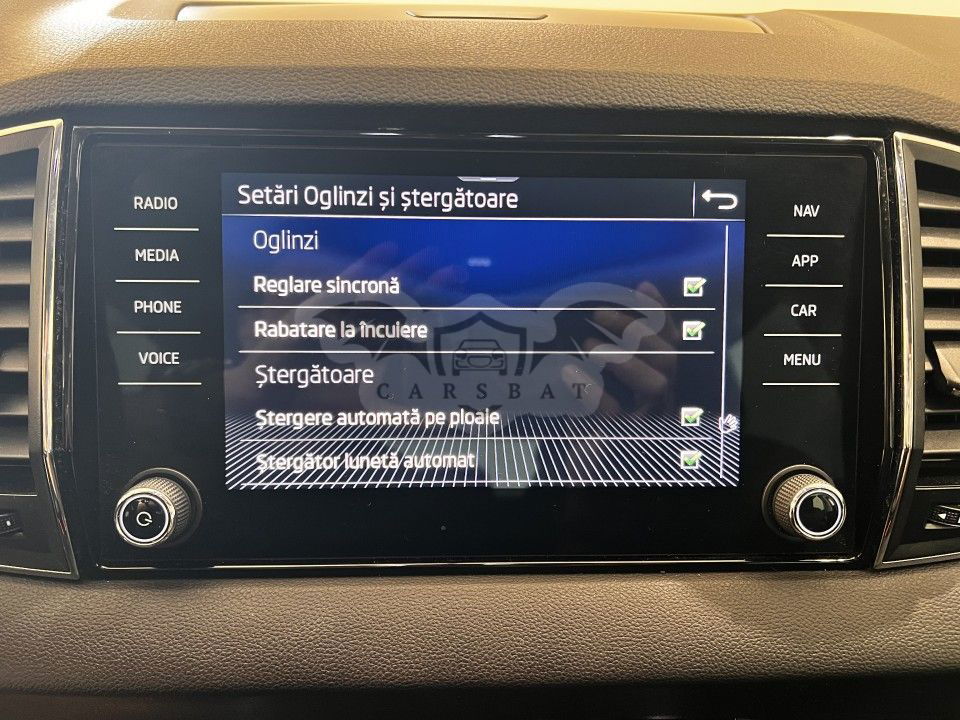 RADIO
MEDIA
PHONE
VOICE
Setări Oglinzi și ștergătoare
Oglinzi
Reglare sincronă
Rabatare la încuiere
Ștergătoare
Ștergere automată pe ploaie
Ștergător lunetă automat
CARSBAT
NAV
APP
CAR
MENU